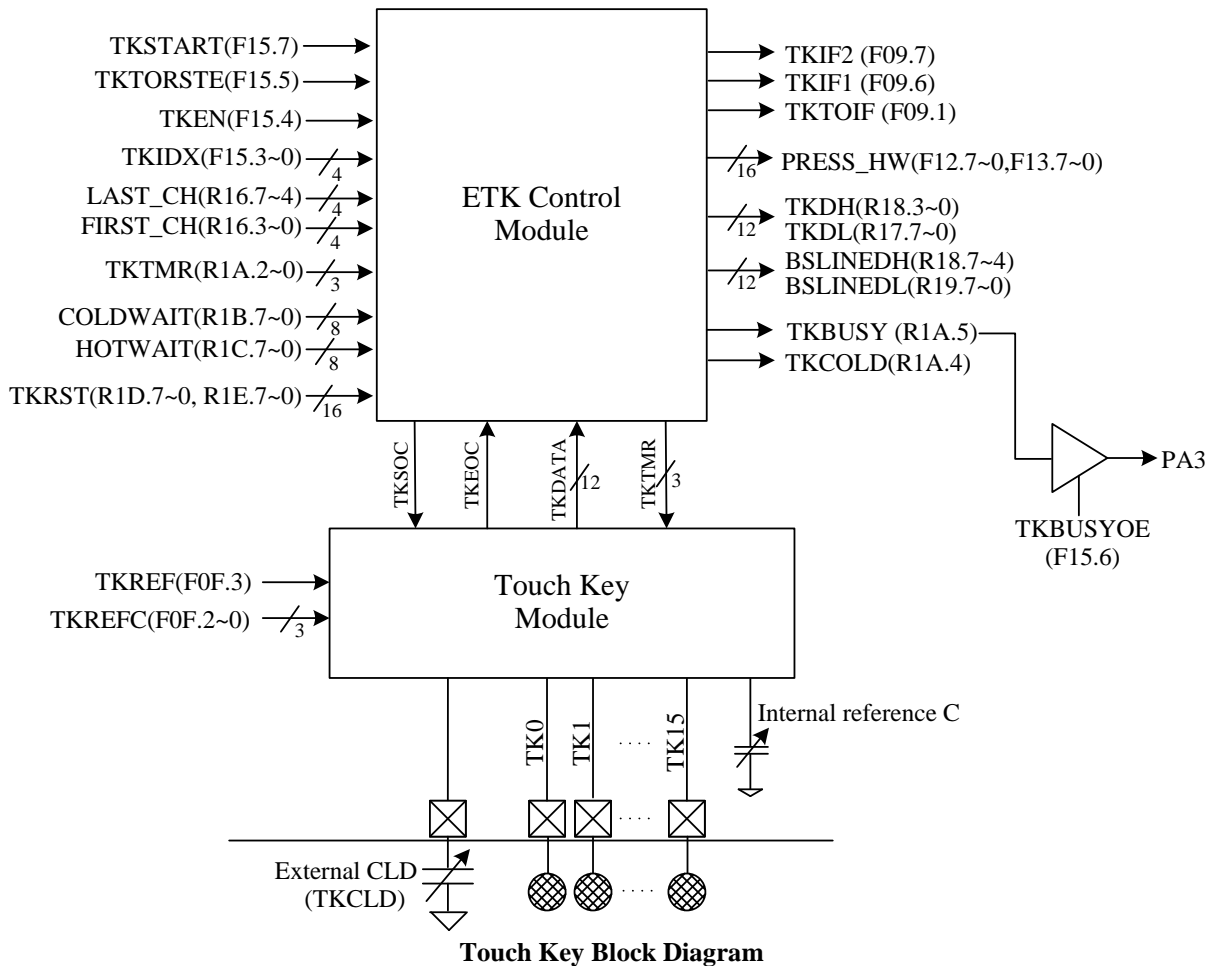 TKSTART(F15.7)
TKTORSTE(F15.5)
TKEN(F15.4)
TKIDX(F15.3~0)
4
LAST_CH(R16.7~4)
4
FIRST_CH(R16.3~0)
4
TKTMR(R1A.2~0)
3
COLDWAIT(R1B.7~0)
8
HOTWAIT(R1C.7~0)
8
TKRST(R1D.7~0, R1E.7~0)
16
ETK Control
Module
TKIF2 (F09.7)
TKIF1 (F09.6)
TKTOIF (F09.1)
16
PRESS_HW(F12.7~0,F13.7~0)
12
TKDH(R18.3~0)
TKDL(R17.7~0)
12
BSLINEDH(R18.7~4)
BSLINEDL(R19.7~0)
TKBUSY (R1A.5)
TKCOLD(R1A.4)
PA3
TKBUSYOE
(F15.6)
TKSOC
TKEOC
TKDATA
12
TKTMR
3
TKREF(F0F.3)
TKREFC(F0F.2~0)
3
Touch Key
Module
TK0
TK1
. . . .
TK15
Internal reference C
. . . .
External CLD
(TKCLD)
. . . .
Touch Key Block Diagram